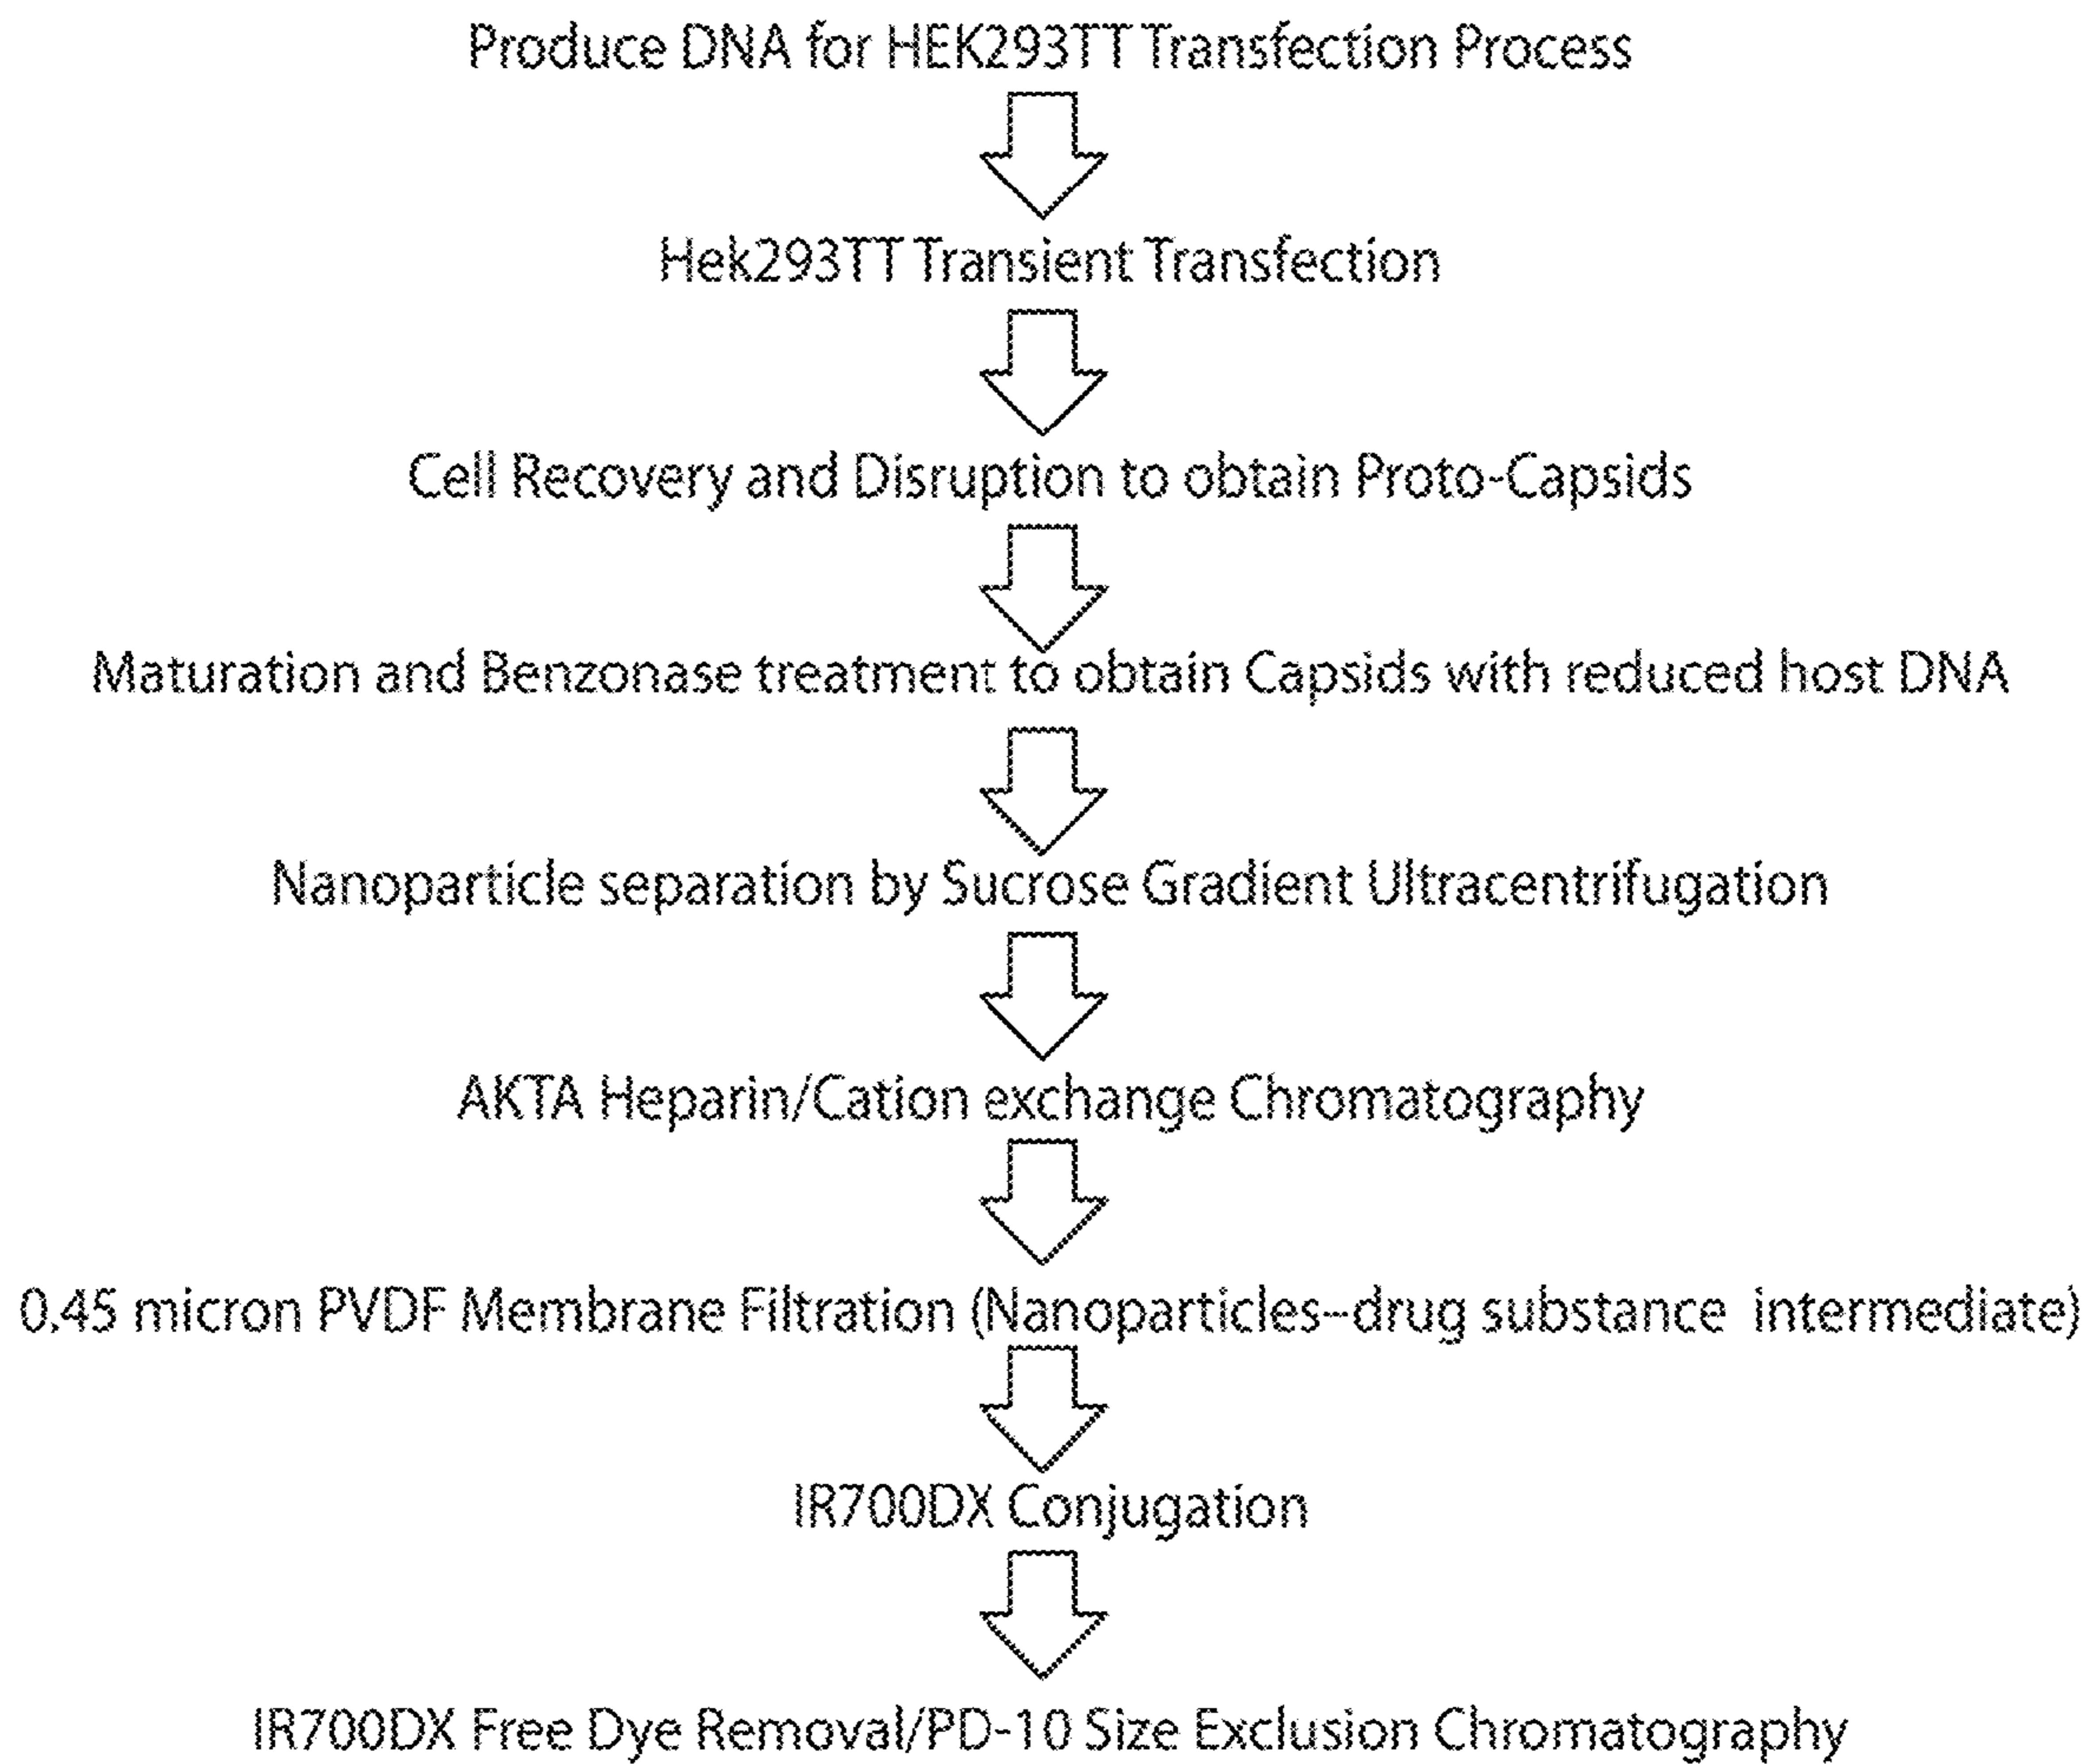 Produce DNA for HEK293TT Transfection Process
Hek293TT Transient Transfection
Cell Recovery and Disruption to obtain Proto-Capsids
Maturation and Benzonase treatment to obtain Capsids with reduced host DNA
Nanoparticle separation by Sucrose Gradient Ultracentrifugation
AKTA Heparin/Cation exchange Chromatography
0.45 micron PVDF Membrane Filtration (Nanoparticles--drug substance intermediate)
IR700DX Conjugation
IR700DX Free Dye Removal/PD-10 Size Exclusion Chromatography